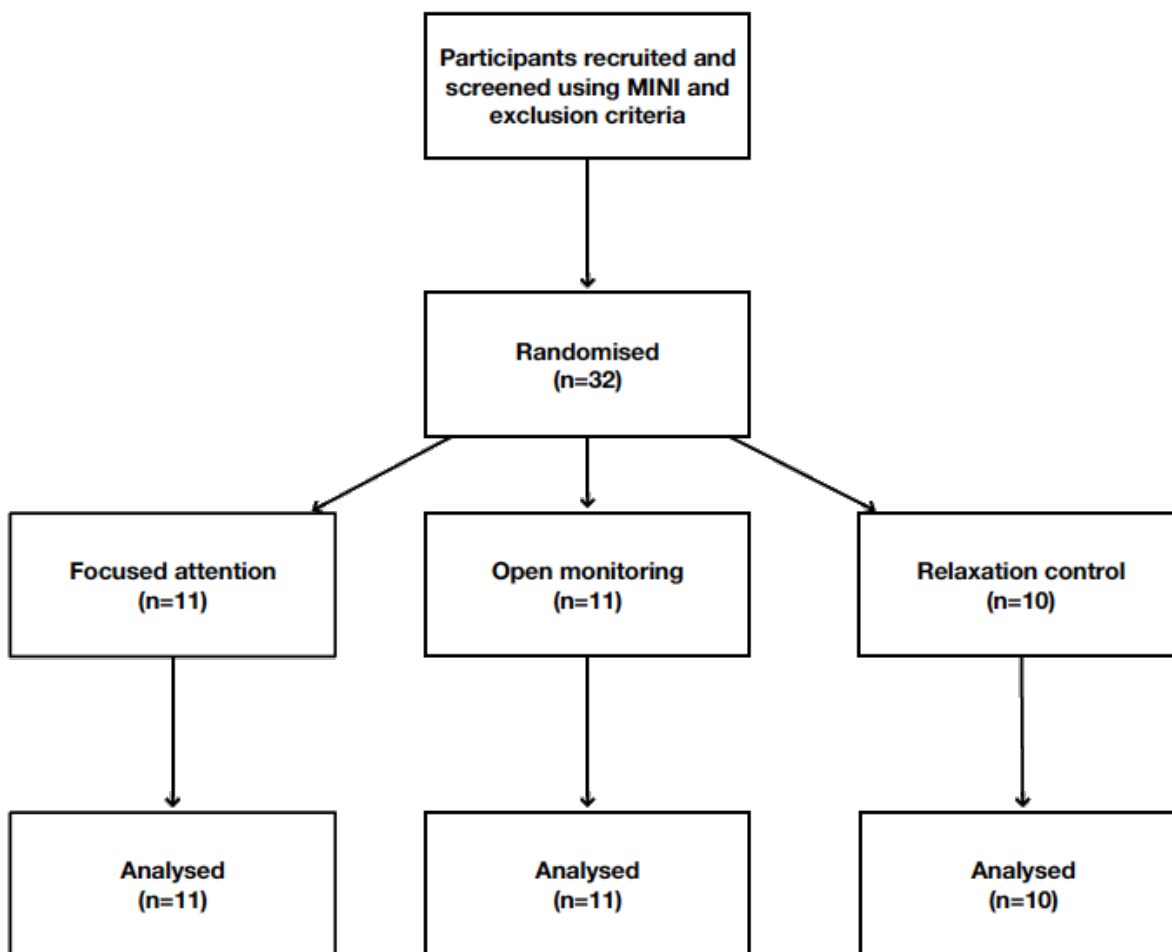 Participants recruited and
screened using MINI and
exclusion criteria
Randomised
(n=32)
Focused attention
(n=11)
Open monitoring
(n=11)
Relaxation control
(n=10)
Analysed
(n=11)
Analysed
(n=11)
Analysed
(n=10)